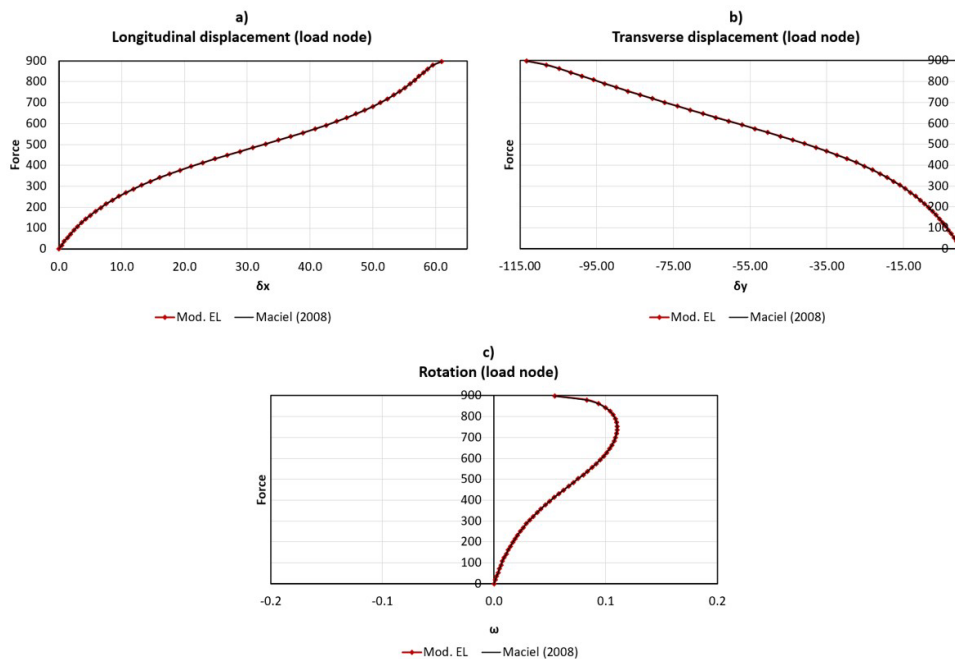 a)
Longitudinal displacement (load node)
900
800
700
600
500
400
300
200
100
0
Force
0.0 10.0 20.0 30.0 40.0 50.0 60.0
δx
Mod. EL Maciel (2008)
b)
Transverse displacement (load node)
900
800
700
600
500
400
300
200
100
0
Force
-115.00 -95.00 -75.00 -55.00 -35.00 -15.00
δy
Mod. EL Maciel (2008)
c)
Rotation (load node)
900
800
700
600
500
400
300
200
100
0
Force
-0.2 -0.1 0.0 0.1 0.2
ω
Mod. EL Maciel (2008)